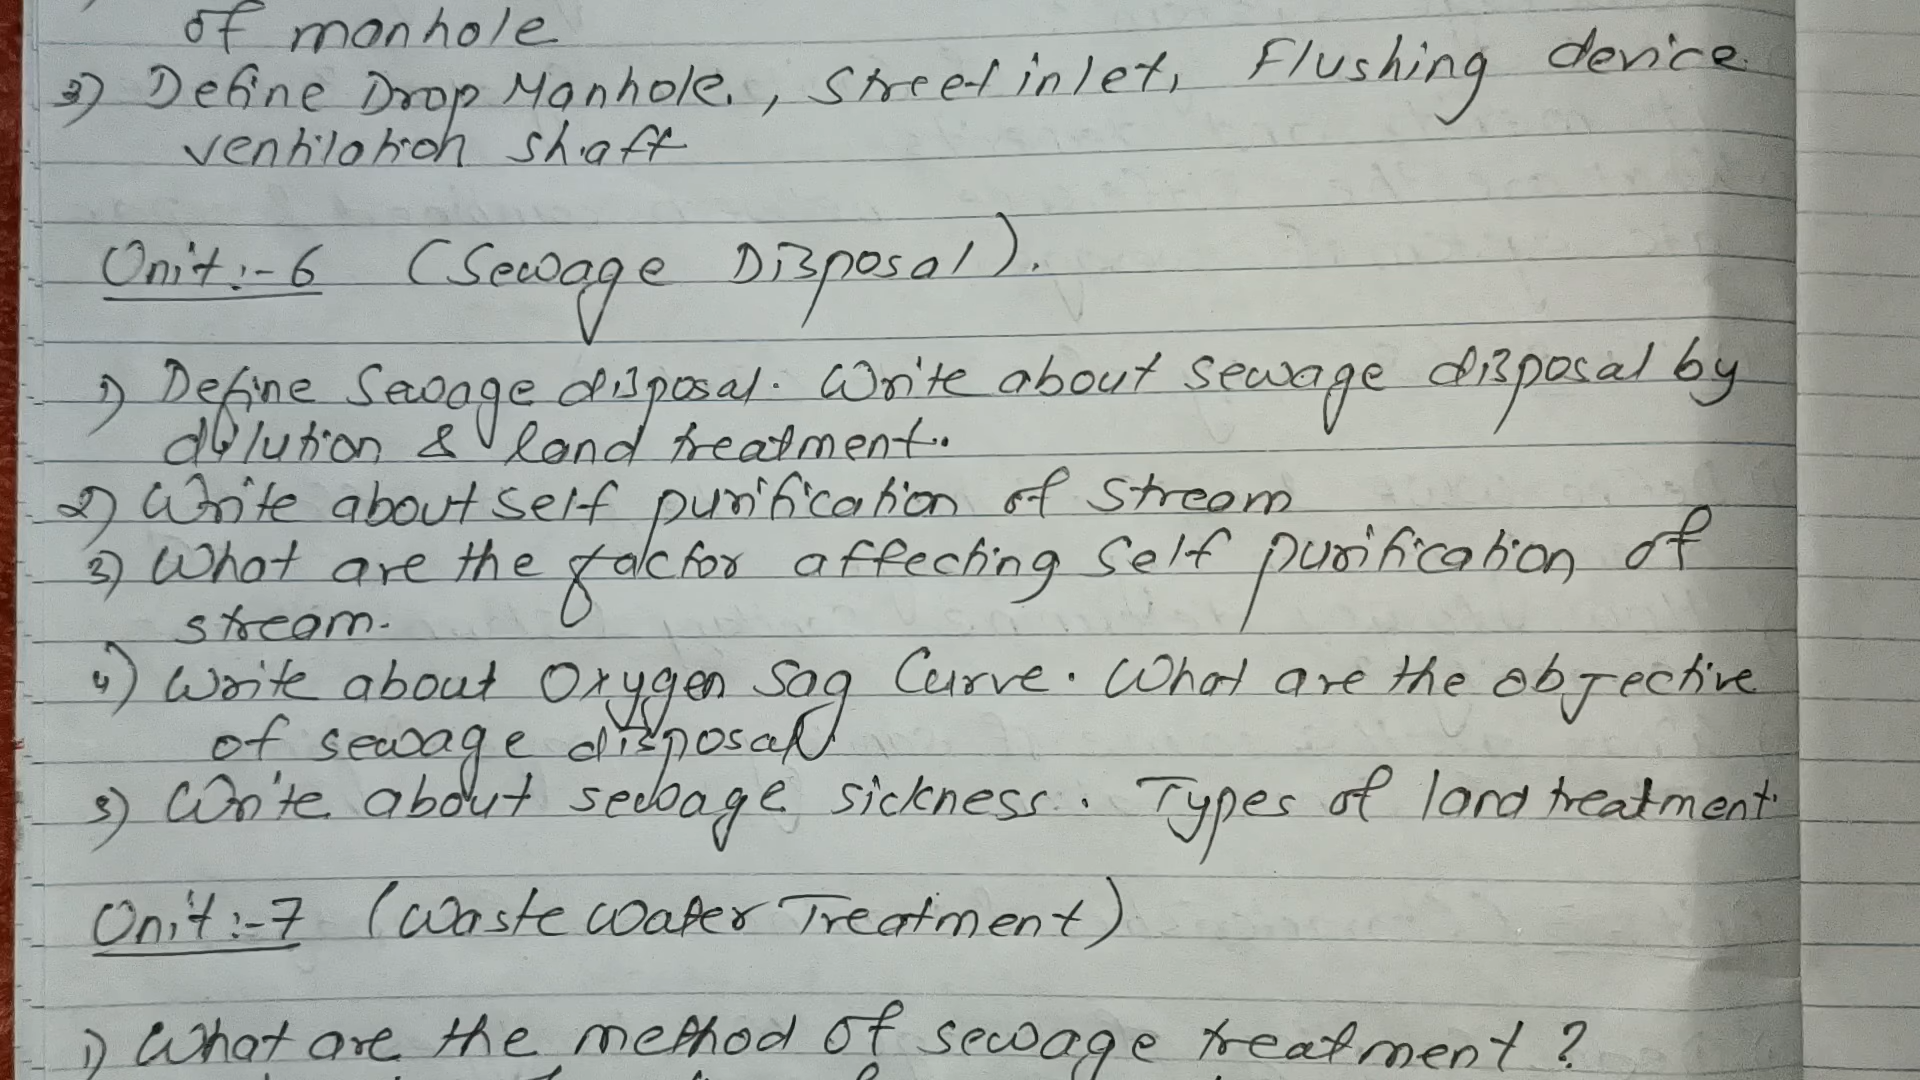 of manhole
3) Define Drop Manhole, Street inlet, Flushing device
ventilation shaft
Unit:-6 (Sewage Disposal).
1) Define Sewage disposal. Write about sewage disposal by
dilution & land treatment..
2) Write about self purification of stream
3) What are the factor affecting self purification of
stream.
4) Write about Oxygen Sag Curve. What are the objective
of sewage disposal
5) Write about sewage sickness. Types of land treatment.
Unit:-7 (Waste Water Treatment)
1) What are the method of sewage treatment?